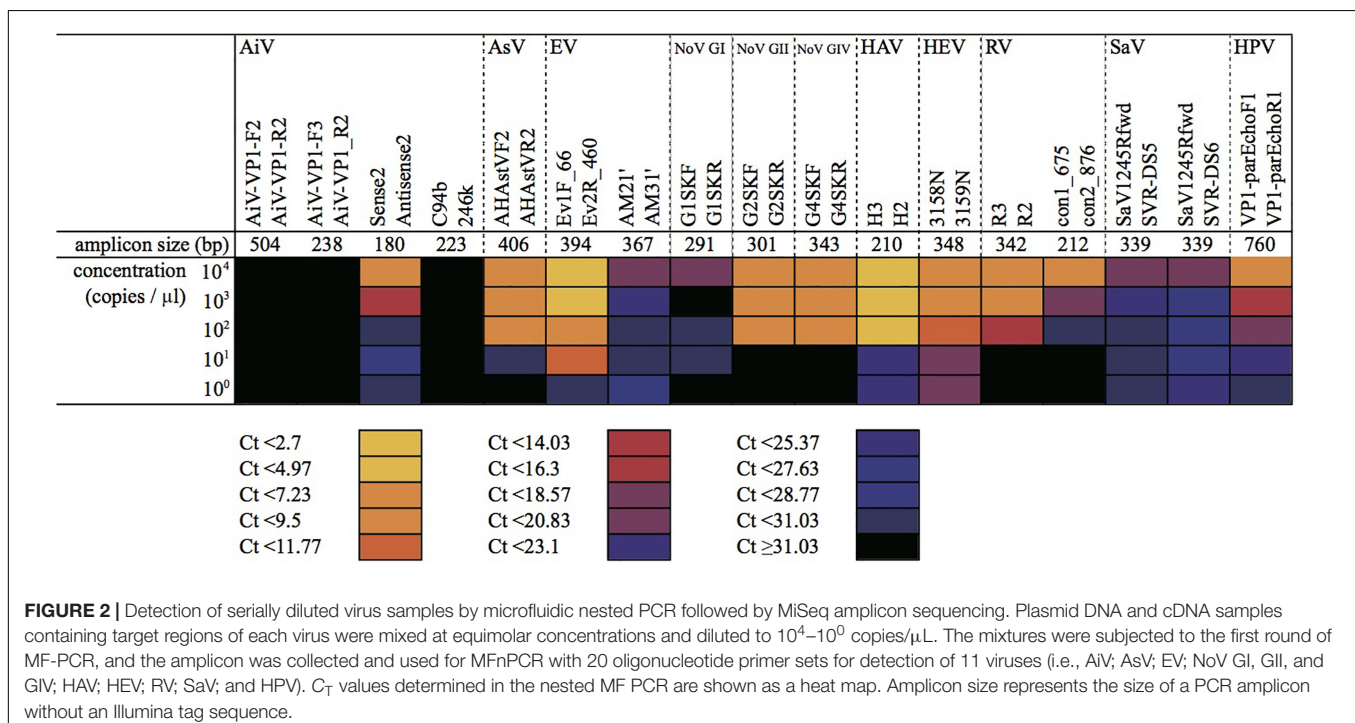 AiV AsV EV NoV GI NoV GII NoV GIV HAV HEV RV SaV HPV
AiV-VP1-F2 AiV-VP1-R2
AiV-VP1-F3 AiV-VP1_R2
Sense2 Antisense2
C94b 246k
AHAstVF2 AHAstVR2
Ev1F_66 Ev2R_460
AM21' AM31'
G1SKF G1SKR
G2SKF G2SKR
G4SKF G4SKR
H3 H2
3158N 3159N
R3 R2
con1_675 con2_876
SaV1245Rfwd SVR-DS5
SaV1245Rfwd SVR-DS6
VP1-parEchoF1 VP1-parEchoR1
amplicon size (bp) 504 238 180 223 406 394 367 291 301 343 210 348 342 212 339 339 760
concentration 10⁴
(copies / µl) 10³
10²
10¹
10⁰
Ct <2.7 Ct <14.03 Ct <25.37
Ct <4.97 Ct <16.3 Ct <27.63
Ct <7.23 Ct <18.57 Ct <28.77
Ct <9.5 Ct <20.83 Ct <31.03
Ct <11.77 Ct <23.1 Ct ≥31.03
FIGURE 2 | Detection of serially diluted virus samples by microfluidic nested PCR followed by MiSeq amplicon sequencing. Plasmid DNA and cDNA samples
containing target regions of each virus were mixed at equimolar concentrations and diluted to 10⁴–10⁰ copies/µL. The mixtures were subjected to the first round of
MF-PCR, and the amplicon was collected and used for MFnPCR with 20 oligonucleotide primer sets for detection of 11 viruses (i.e., AiV; AsV; EV; NoV GI, GII, and
GIV; HAV; HEV; RV; SaV; and HPV). C_T values determined in the nested MF PCR are shown as a heat map. Amplicon size represents the size of a PCR amplicon
without an Illumina tag sequence.